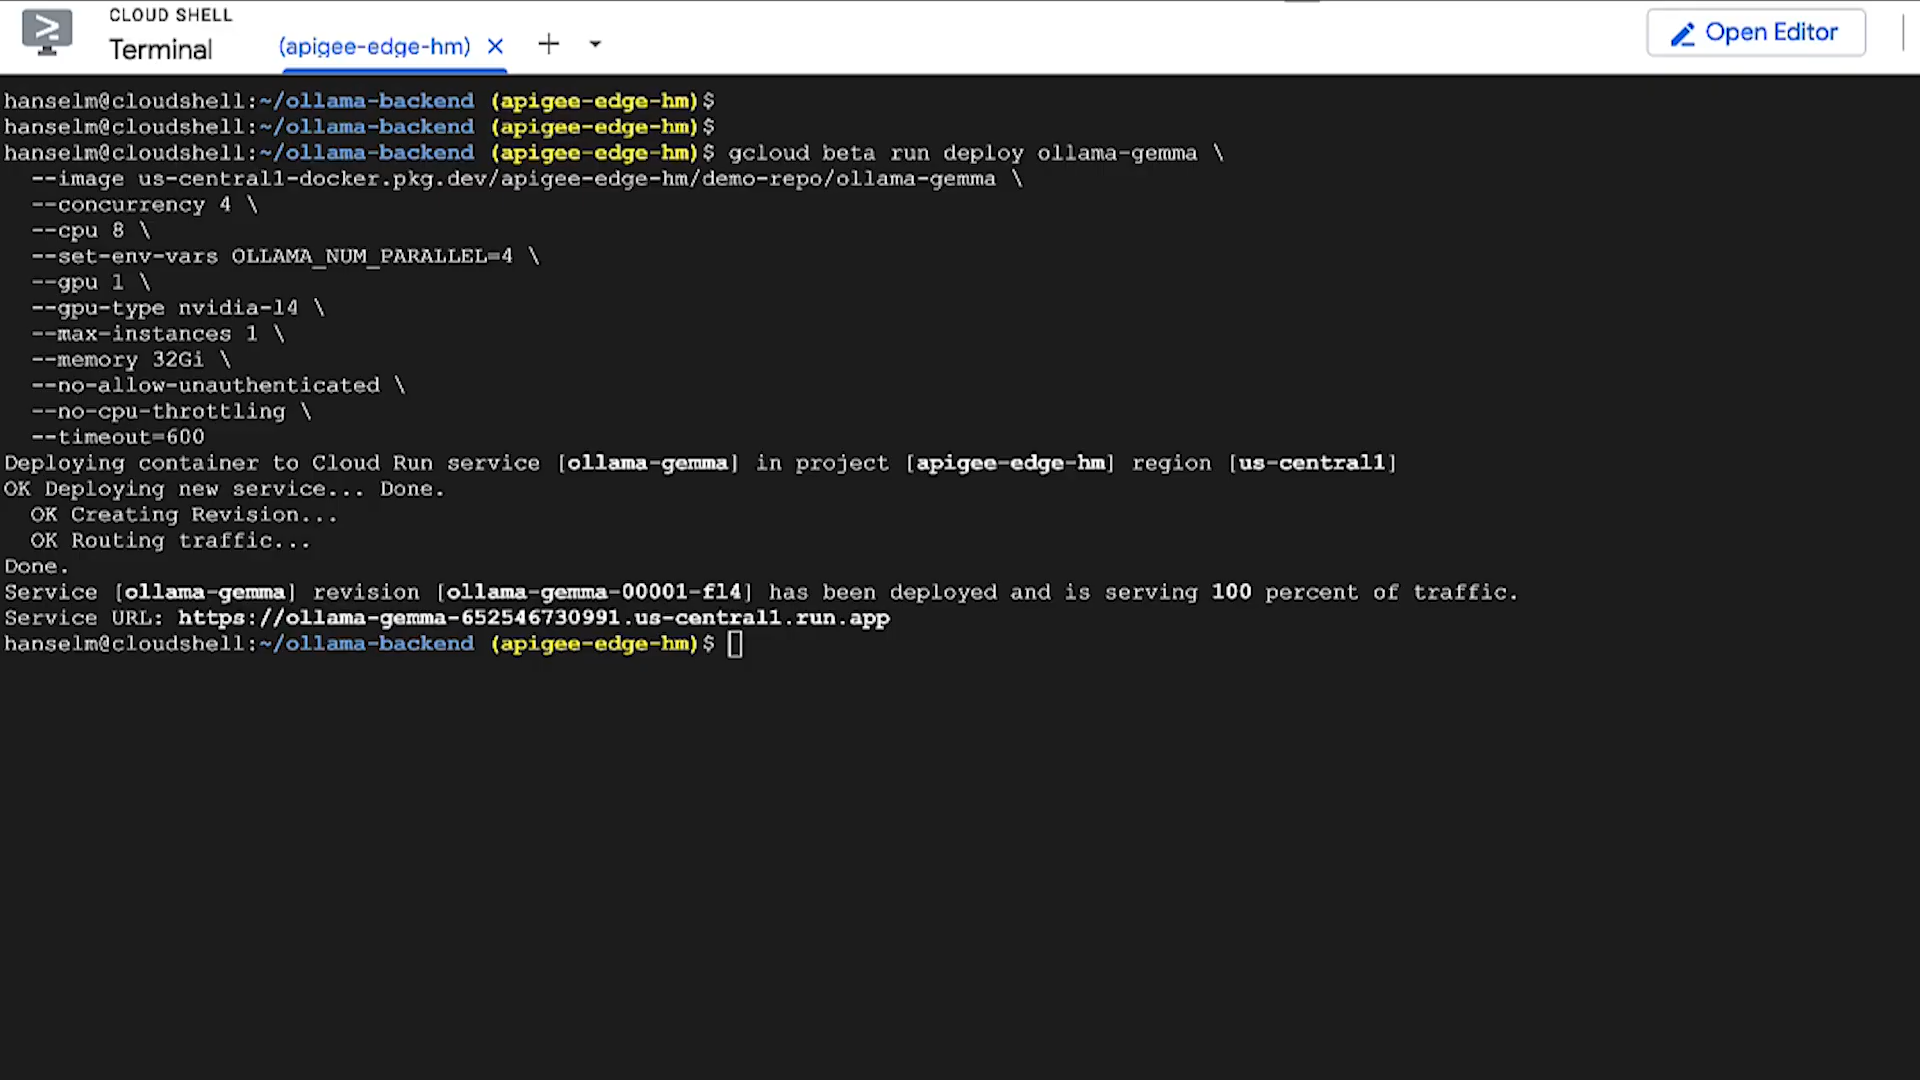 CLOUD SHELL
Terminal
(apigee-edge-hm)
Open Editor
hanselm@cloudshell:~/ollama-backend (apigee-edge-hm)$
hanselm@cloudshell:~/ollama-backend (apigee-edge-hm)$
hanselm@cloudshell:~/ollama-backend (apigee-edge-hm)$ gcloud beta run deploy ollama-gemma \
--image us-central1-docker.pkg.dev/apigee-edge-hm/demo-repo/ollama-gemma \
--concurrency 4 \
--cpu 8 \
--set-env-vars OLLAMA_NUM_PARALLEL=4 \
--gpu 1 \
--gpu-type nvidia-l4 \
--max-instances 1 \
--memory 32Gi \
--no-allow-unauthenticated \
--no-cpu-throttling \
--timeout=600
Deploying container to Cloud Run service [ollama-gemma] in project [apigee-edge-hm] region [us-central1]
OK Deploying new service... Done.
OK Creating Revision...
OK Routing traffic...
Done.
Service [ollama-gemma] revision [ollama-gemma-00001-fl4] has been deployed and is serving 100 percent of traffic.
Service URL: https://ollama-gemma-652546730991.us-central1.run.app
hanselm@cloudshell:~/ollama-backend (apigee-edge-hm)$